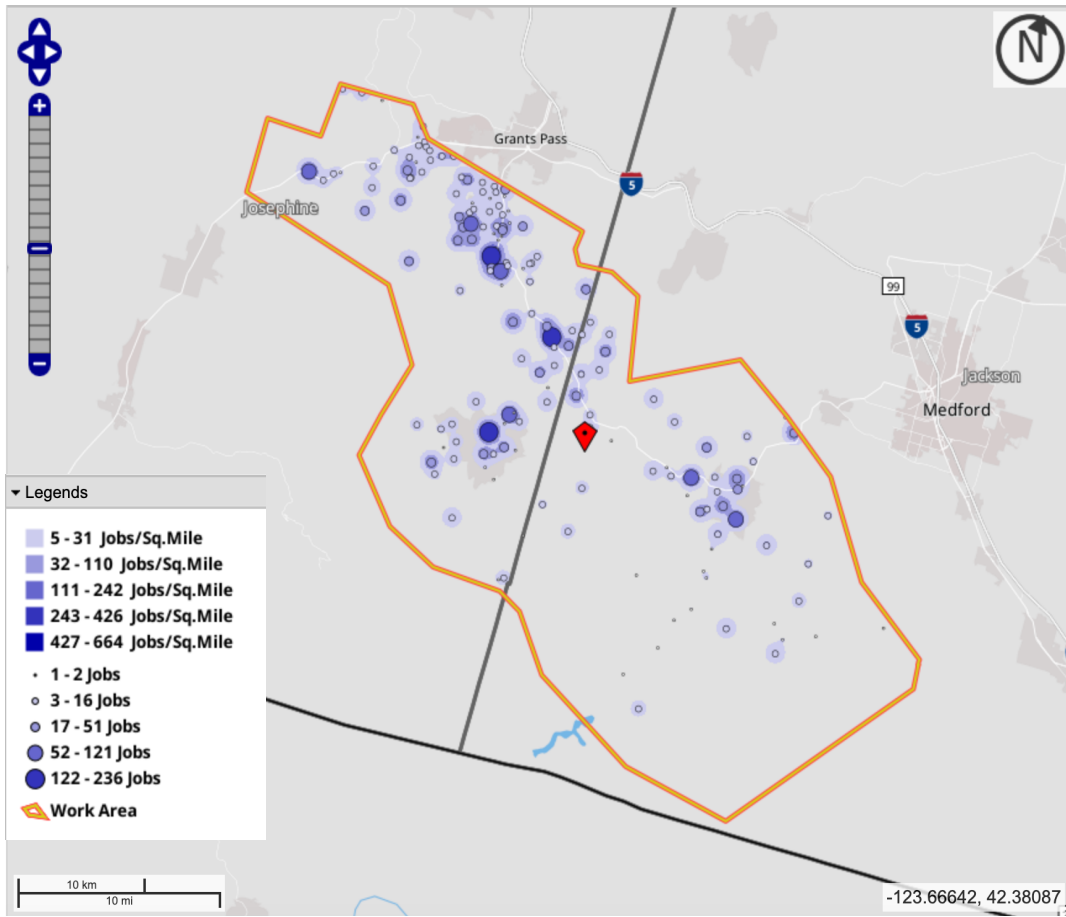 N
Grants Pass
5
Josephine
99
5
Jackson
Medford
Legends
5 - 31 Jobs/Sq.Mile
32 - 110 Jobs/Sq.Mile
111 - 242 Jobs/Sq.Mile
243 - 426 Jobs/Sq.Mile
427 - 664 Jobs/Sq.Mile
1 - 2 Jobs
3 - 16 Jobs
17 - 51 Jobs
52 - 121 Jobs
122 - 236 Jobs
Work Area
10 km
10 mi
-123.66642, 42.38087